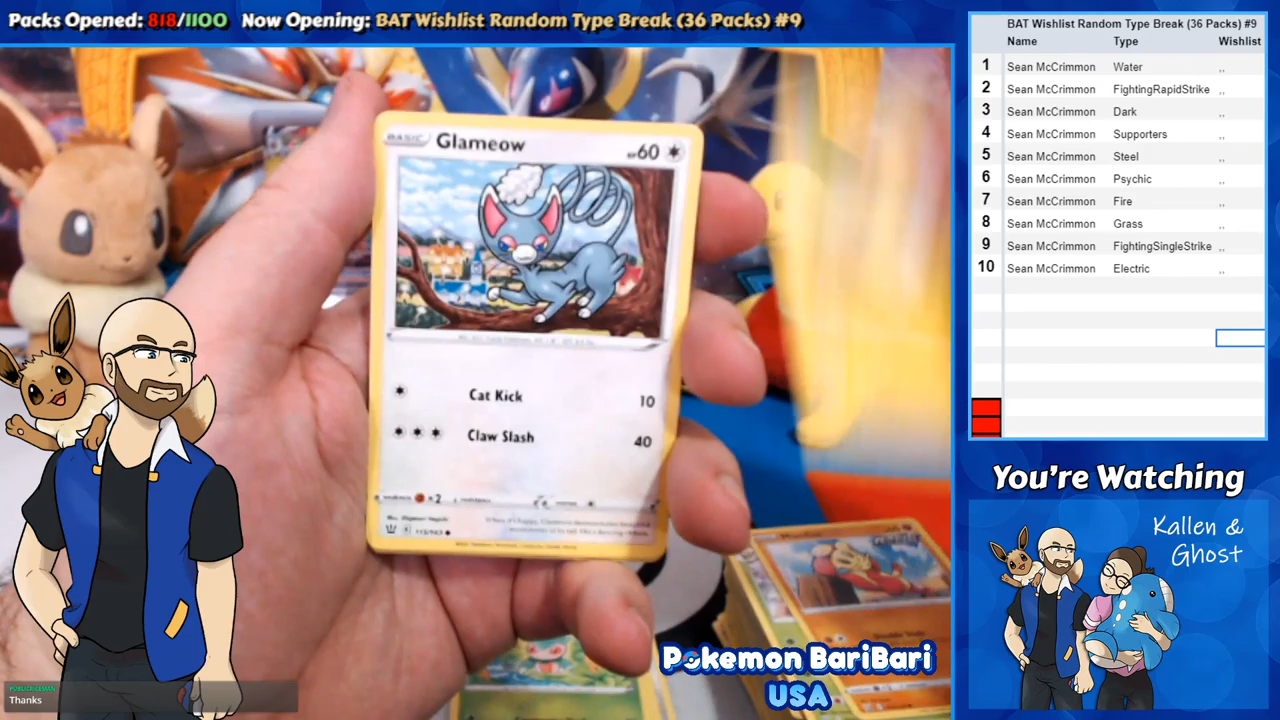 Packs Opened: 818/1100 Now Opening: BAT Wishlist Random Type Break (36 Packs) #9
BAT Wishlist Random Type Break (36 Packs) #9
Name Type Wishlist
1 Sean McCrimmon Water ,,
2 Sean McCrimmon FightingRapidStrike ,,
3 Sean McCrimmon Dark ,,
4 Sean McCrimmon Supporters ,,
5 Sean McCrimmon Steel ,,
6 Sean McCrimmon Psychic ,,
7 Sean McCrimmon Fire ,,
8 Sean McCrimmon Grass ,,
9 Sean McCrimmon FightingSingleStrike ,,
10 Sean McCrimmon Electric ,,
BASIC Glameow HP60
Cat Kick 10
Claw Slash 40
×2
You're Watching
Kallen &
Ghost
Pokemon BariBari
USA
Thanks